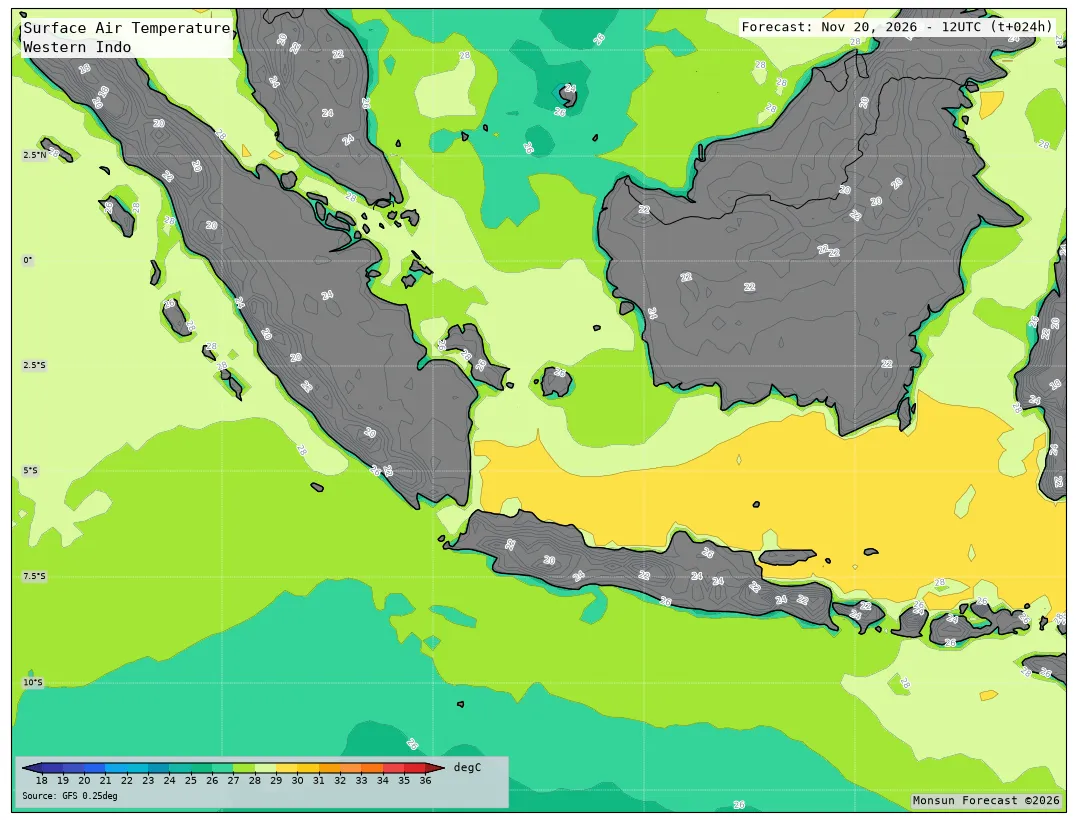 Surface Air Temperature
Western Indo
Forecast: Nov 20, 2026 - 12UTC (t+024h)
2.5°N
0°
2.5°S
5°S
7.5°S
10°S
18 19 20 21 22 23 24 25 26 27 28 29 30 31 32 33 34 35 36 degC
Source: GFS 0.25deg
Monsun Forecast ©2026